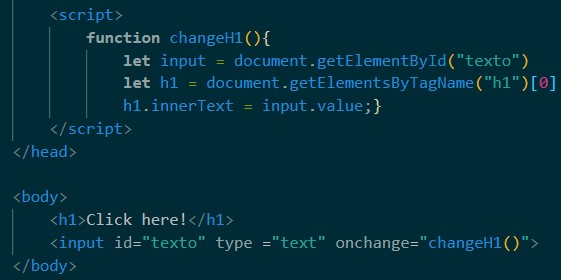 <script>
function changeH1(){
let input = document.getElementById("texto")
let h1 = document.getElementsByTagName("h1")[0]
h1.innerText = input.value;}
</script>
</head>
<body>
<h1>Click here!</h1>
<input id="texto" type ="text" onchange="changeH1()">
</body>